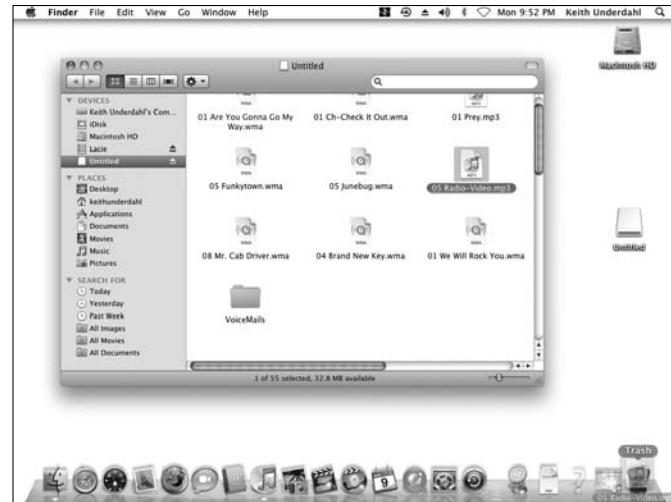 Finder File Edit View Go Window Help Mon 9:52 PM Keith Underdahl
Macintosh HD
Untitled
DEVICES
Keith Underdahl's Com...
iDisk
Macintosh HD
Lacie
Untitled
PLACES
Desktop
keithunderdahl
Applications
Documents
Movies
Music
Pictures
SEARCH FOR
Today
Yesterday
Past Week
All Images
All Movies
All Documents
01 Are You Gonna Go My Way.wma
01 Ch-Check It Out.wma
01 Prey.mp3
05 Funkytown.wma
05 Junebug.wma
05 Radio-Video.mp3
08 Mr. Cab Driver.wma
04 Brand New Key.wma
01 We Will Rock You.wma
VoiceMails
1 of 55 selected, 32.8 MB available
Untitled
Trash
9
05 Radio-Video.mp3